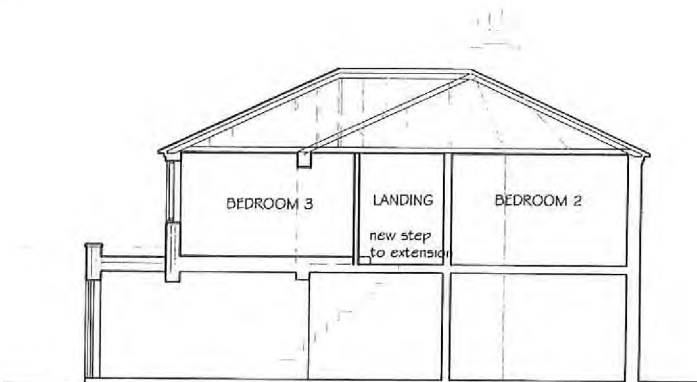 BEDROOM 3
LANDING
BEDROOM 2
new step
to extension